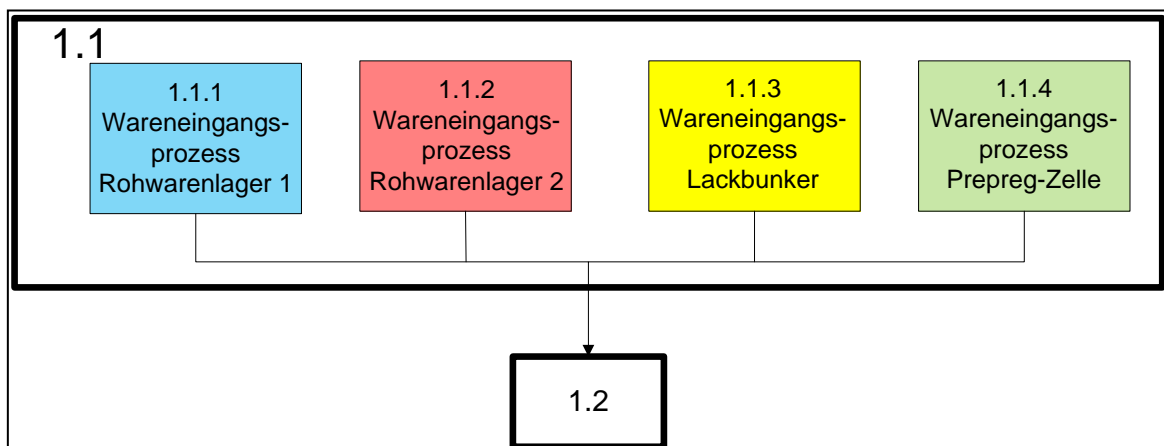 1.1
1.1.1
Wareneingangs-
prozess
Rohwarenlager 1
1.1.2
Wareneingangs-
prozess
Rohwarenlager 2
1.1.3
Wareneingangs-
prozess
Lackbunker
1.1.4
Wareneingangs-
prozess
Prepreg-Zelle
1.2